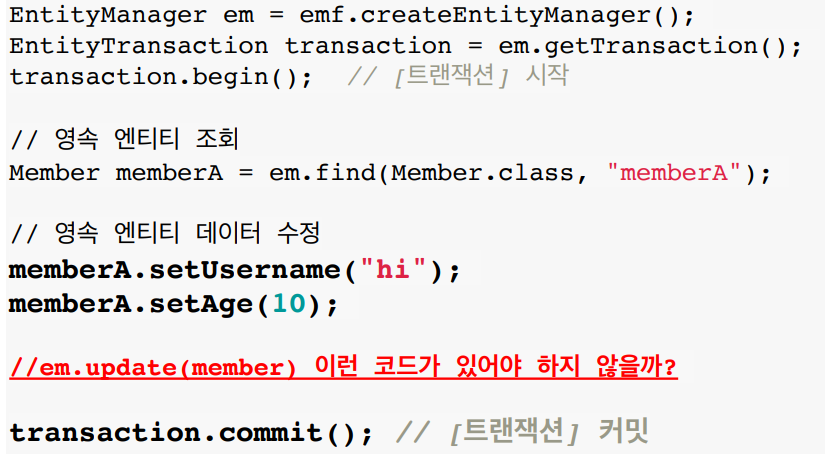 EntityManager em = emf.createEntityManager();
EntityTransaction transaction = em.getTransaction();
transaction.begin();  // [트랜잭션] 시작
// 영속 엔티티 조회
Member memberA = em.find(Member.class, "memberA");
// 영속 엔티티 데이터 수정
memberA.setUsername("hi");
memberA.setAge(10);
//em.update(member) 이런 코드가 있어야 하지 않을까?
transaction.commit(); // [트랜잭션] 커밋